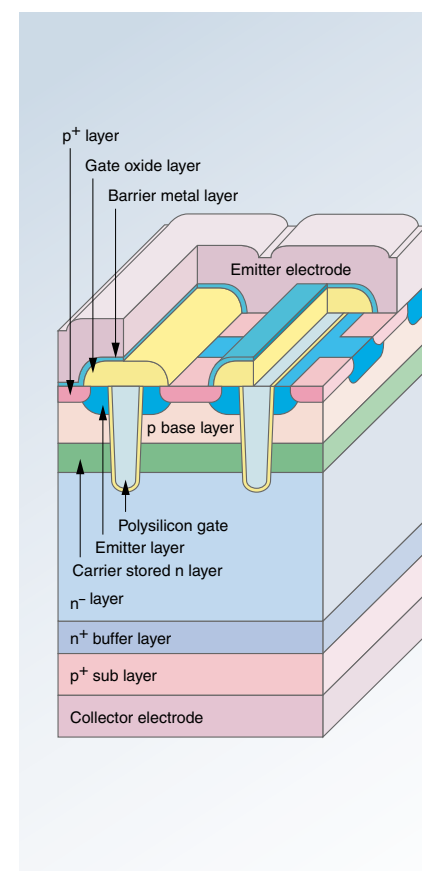 p+ layer
Gate oxide layer
Barrier metal layer
Emitter electrode
p base layer
Polysilicon gate
Emitter layer
Carrier stored n layer
n– layer
n+ buffer layer
p+ sub layer
Collector electrode